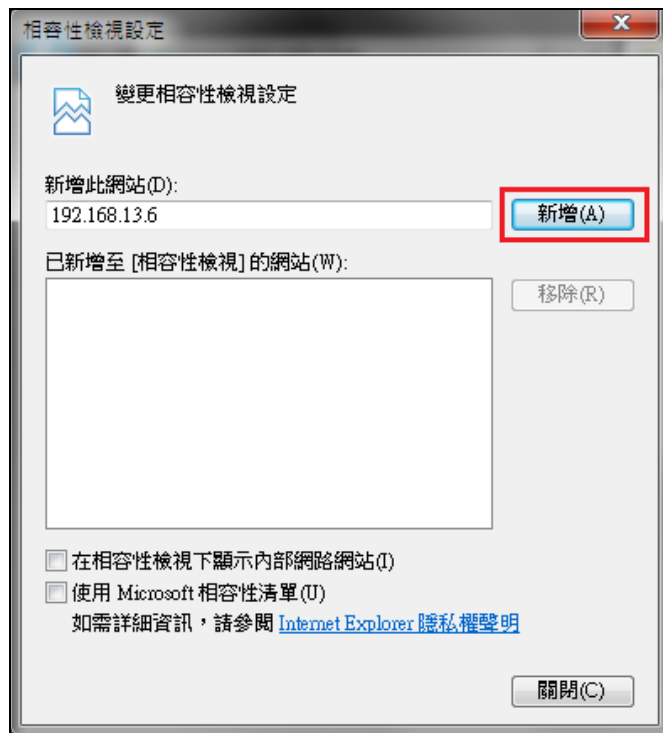 相容性檢視設定
變更相容性檢視設定
新增此網站(D):
192.168.13.6
新增(A)
已新增至 [相容性檢視] 的網站(W):
移除(R)
在相容性檢視下顯示內部網路網站(I)
使用 Microsoft 相容性清單(U)
如需詳細資訊，請參閱 Internet Explorer 隱私權聲明
關閉(C)